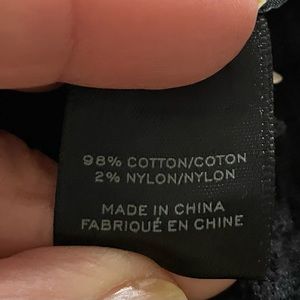 98% COTTON/COTON
2% NYLON/NYLON
MADE IN CHINA
FABRIQUÉ EN CHINE